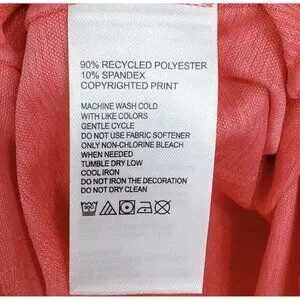 90% RECYCLED POLYESTER
10% SPANDEX
COPYRIGHTED PRINT
MACHINE WASH COLD
WITH LIKE COLORS
GENTLE CYCLE
DO NOT USE FABRIC SOFTENER
ONLY NON-CHLORINE BLEACH
WHEN NEEDED
TUMBLE DRY LOW
COOL IRON
DO NOT IRON THE DECORATION
DO NOT DRY CLEAN